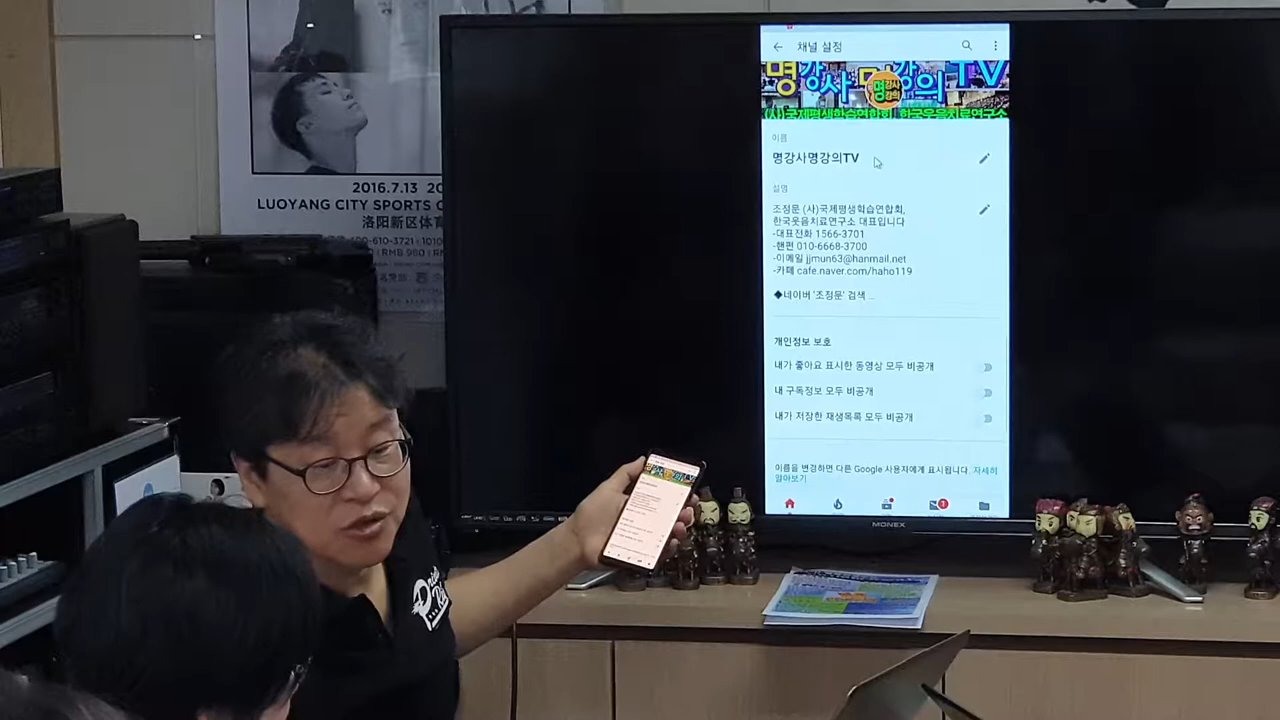 2016.7.13
LUOYANG CITY SPORTS
洛阳新区体育
채널 설정
명강사 명강의TV
명강사
강의
(사)국제평생학습연합회 한국웃음치료연구소
이름
명강사명강의TV
설명
조정문 (사)국제평생학습연합회,
한국웃음치료연구소 대표입니다
-대표전화 1566-3701
-핸펀 010-6668-3700
-이메일 jjmun63@hanmail.net
-카페 cafe.naver.com/haho119
◆네이버 '조정문' 검색 ...
개인정보 보호
내가 좋아요 표시한 동영상 모두 비공개
내 구독정보 모두 비공개
내가 저장한 재생목록 모두 비공개
이름을 변경하면 다른 Google 사용자에게 표시됩니다. 자세히
알아보기
1
MONEX